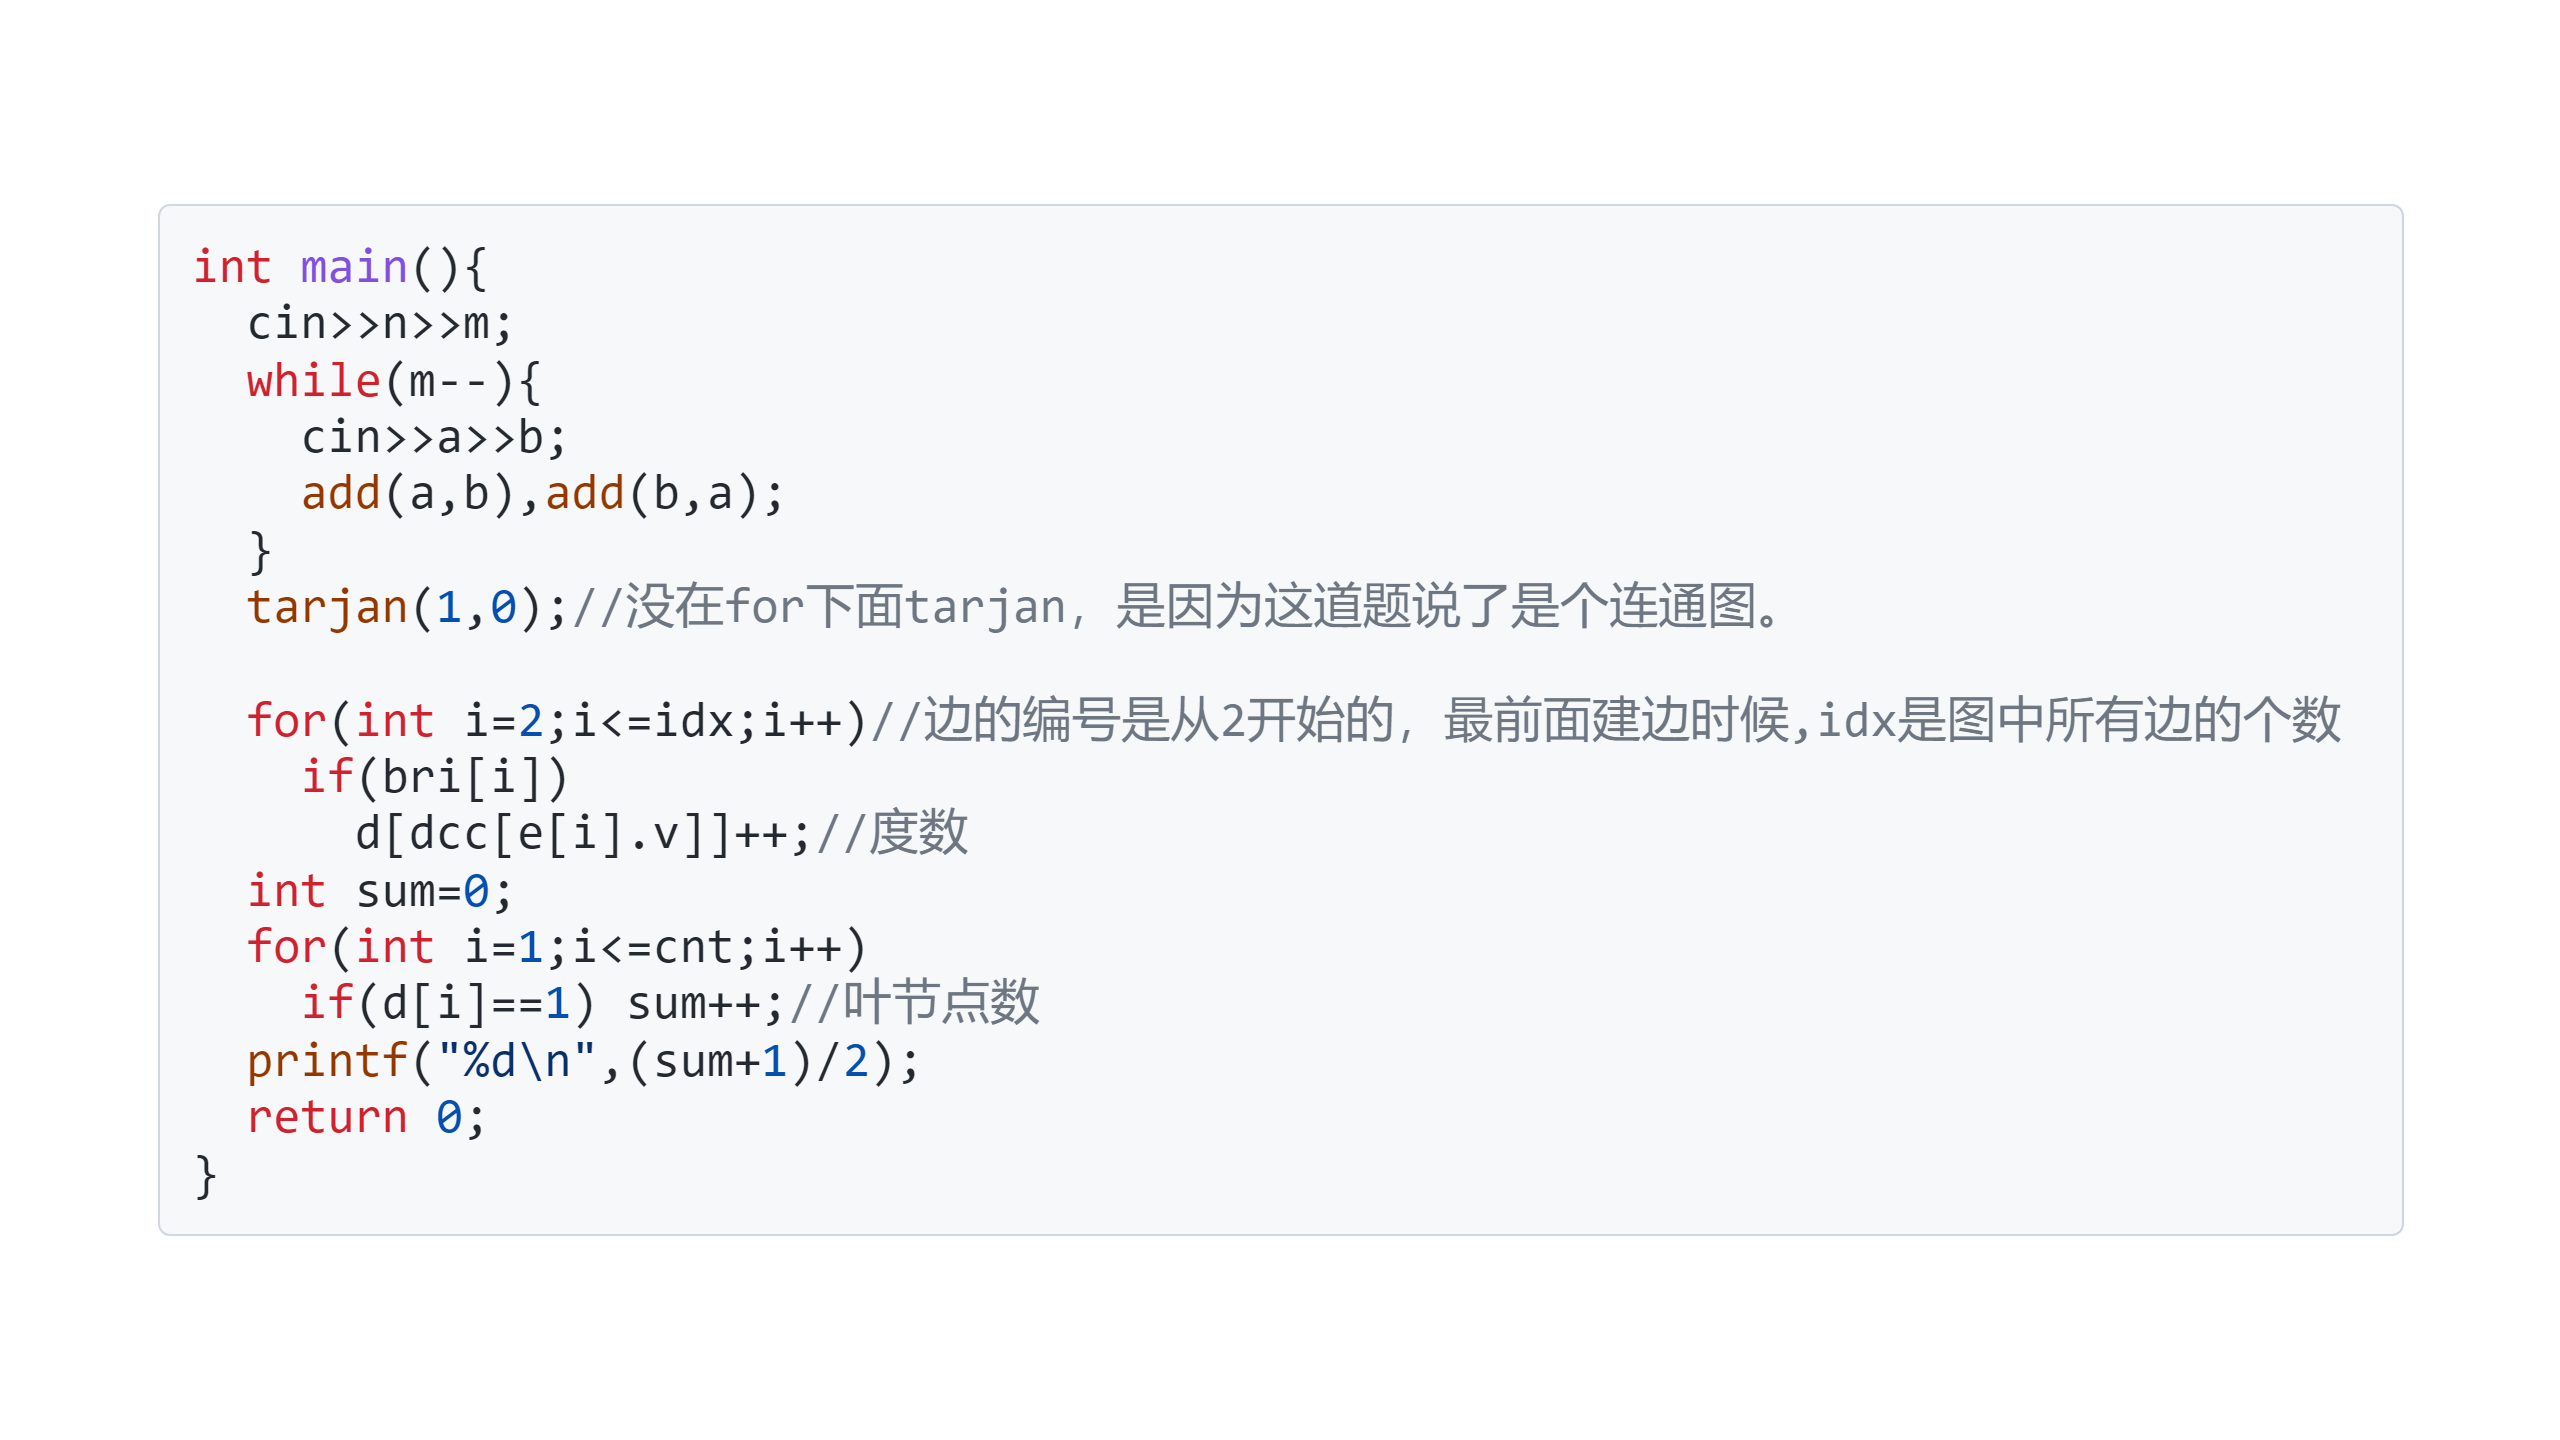 int main(){
  cin>>n>>m;
  while(m--){
    cin>>a>>b;
    add(a,b),add(b,a);
  }
  tarjan(1,0);//没在for下面tarjan，是因为这道题说了是个连通图。

  for(int i=2;i<=idx;i++)//边的编号是从2开始的，最前面建边时候,idx是图中所有边的个数
    if(bri[i])
      d[dcc[e[i].v]]++;//度数
  int sum=0;
  for(int i=1;i<=cnt;i++)
    if(d[i]==1) sum++;//叶节点数
  printf("%d\n",(sum+1)/2);
  return 0;
}